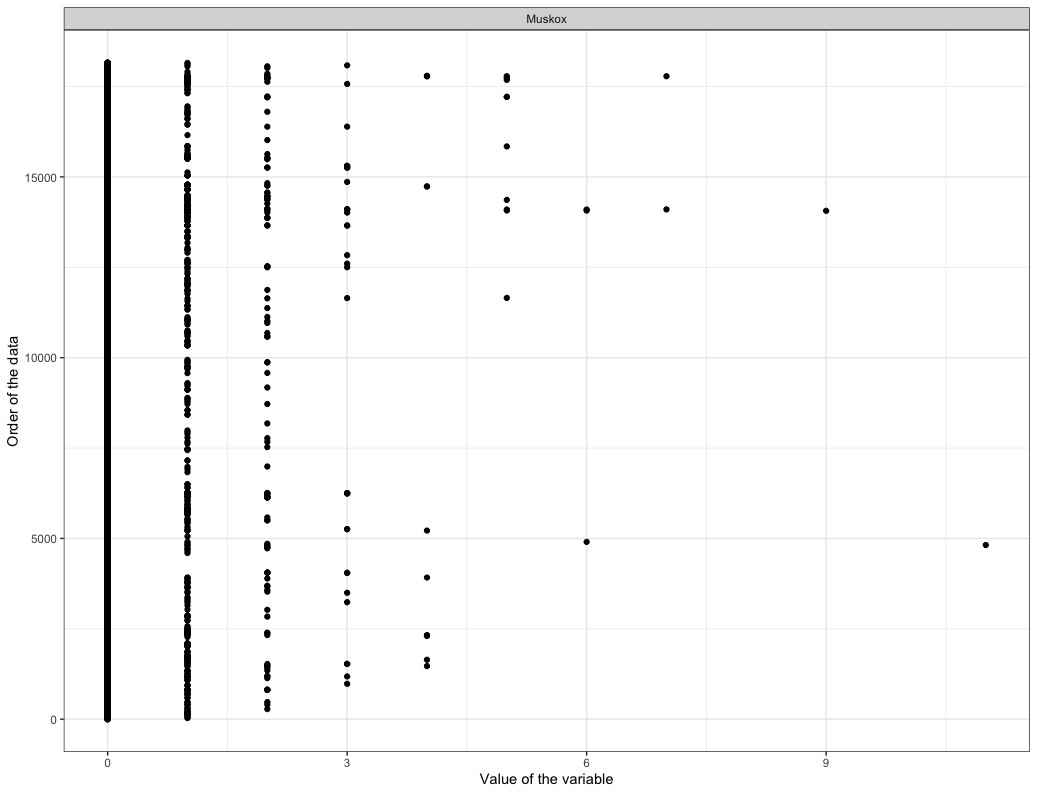 Muskox
15000
10000
5000
0
Order of the data
0 3 6 9
Value of the variable